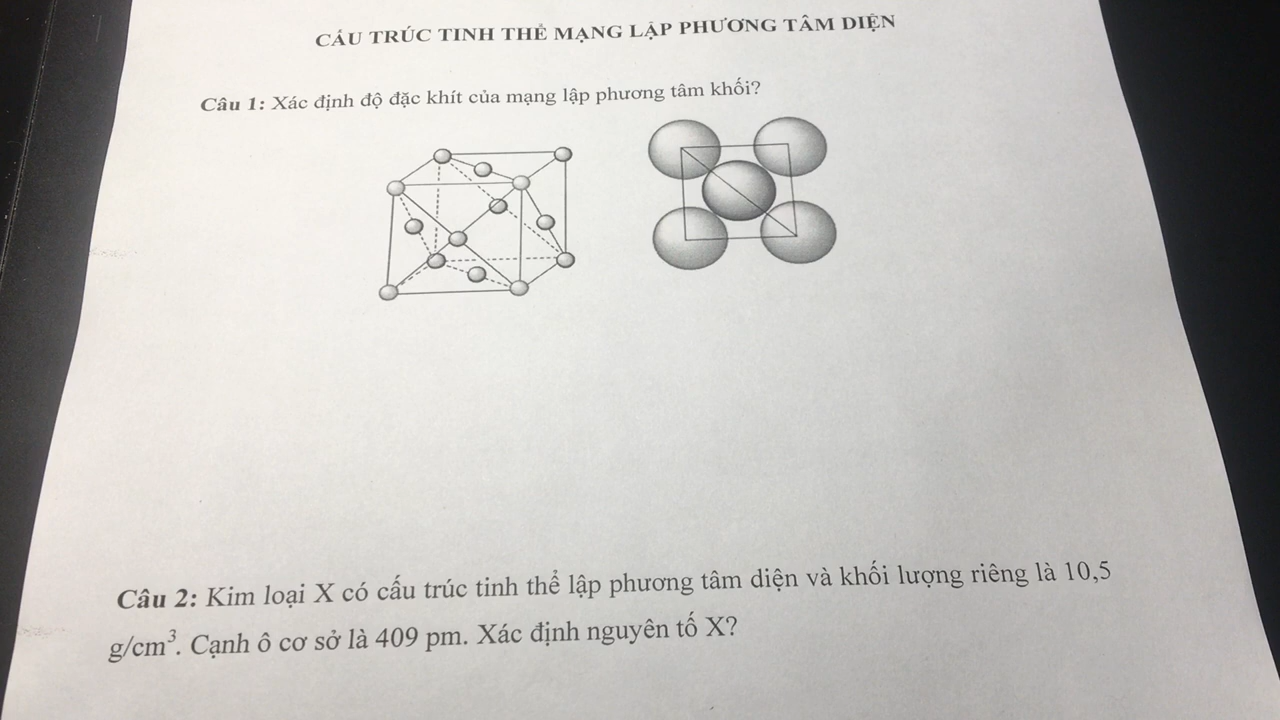 CẤU TRÚC TINH THỂ MẠNG LẬP PHƯƠNG TÂM DIỆN
Câu 1: Xác định độ đặc khít của mạng lập phương tâm khối?
Câu 2: Kim loại X có cấu trúc tinh thể lập phương tâm diện và khối lượng riêng là 10,5
g/cm³. Cạnh ô cơ sở là 409 pm. Xác định nguyên tố X?